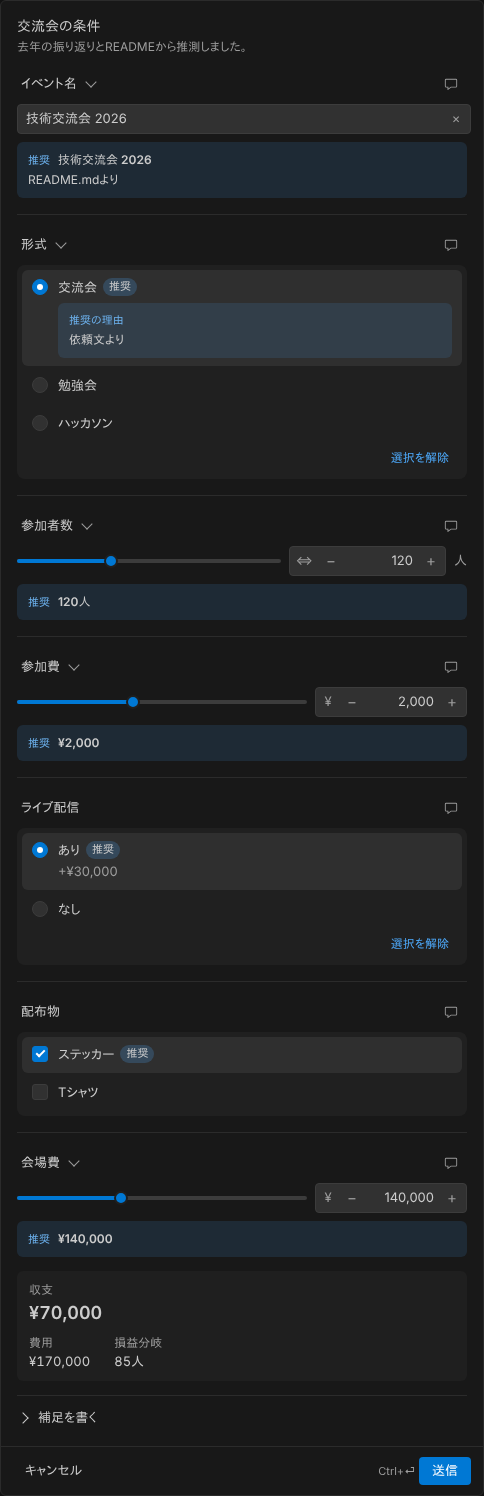 交流会の条件
去年の振り返りとREADMEから推測しました。
イベント名
技術交流会 2026 ×
推奨 技術交流会 2026
README.mdより
形式
交流会 推奨
推奨の理由
依頼文より
勉強会
ハッカソン
選択を解除
参加者数
⇔ − 120 + 人
推奨 120人
参加費
¥ − 2,000 +
推奨 ¥2,000
ライブ配信
あり 推奨
+¥30,000
なし
選択を解除
配布物
ステッカー 推奨
Tシャツ
会場費
¥ − 140,000 +
推奨 ¥140,000
収支
¥70,000
費用 損益分岐
¥170,000 85人
補足を書く
キャンセル Ctrl+⏎ 送信